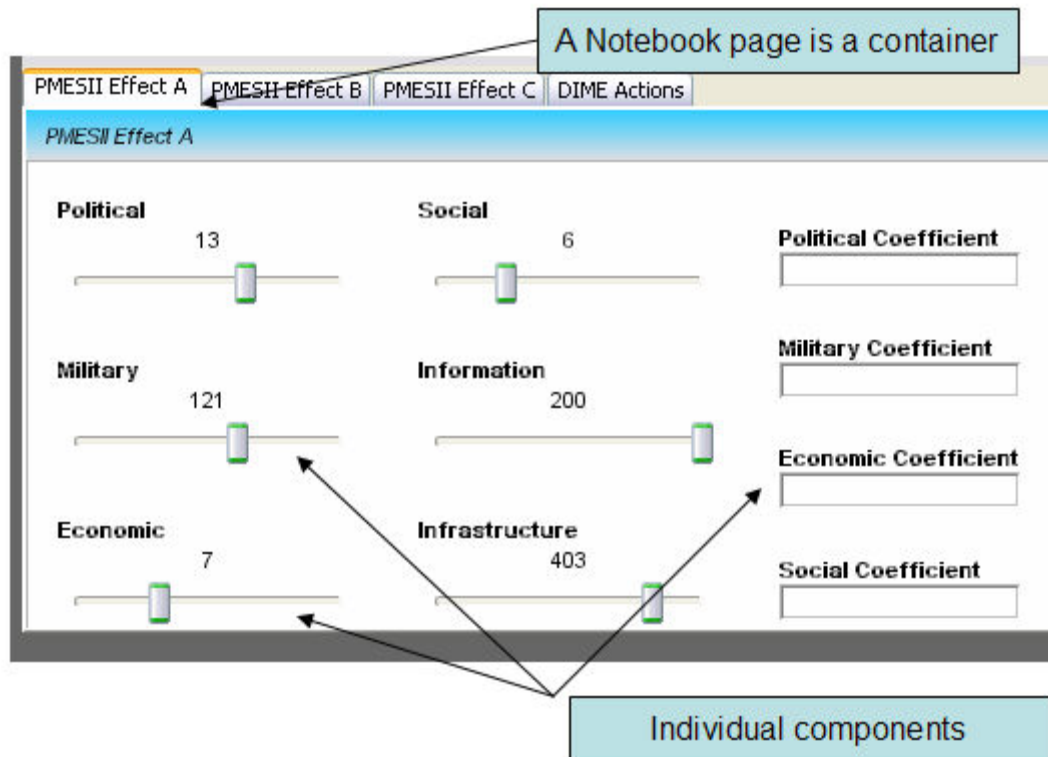 A Notebook page is a container
PMESII Effect A PMESII Effect B PMESII Effect C DIME Actions
PMESII Effect A
Political
13
Social
6
Political Coefficient
Military
121
Information
200
Military Coefficient
Economic Coefficient
Economic
7
Infrastructure
403
Social Coefficient
Individual components